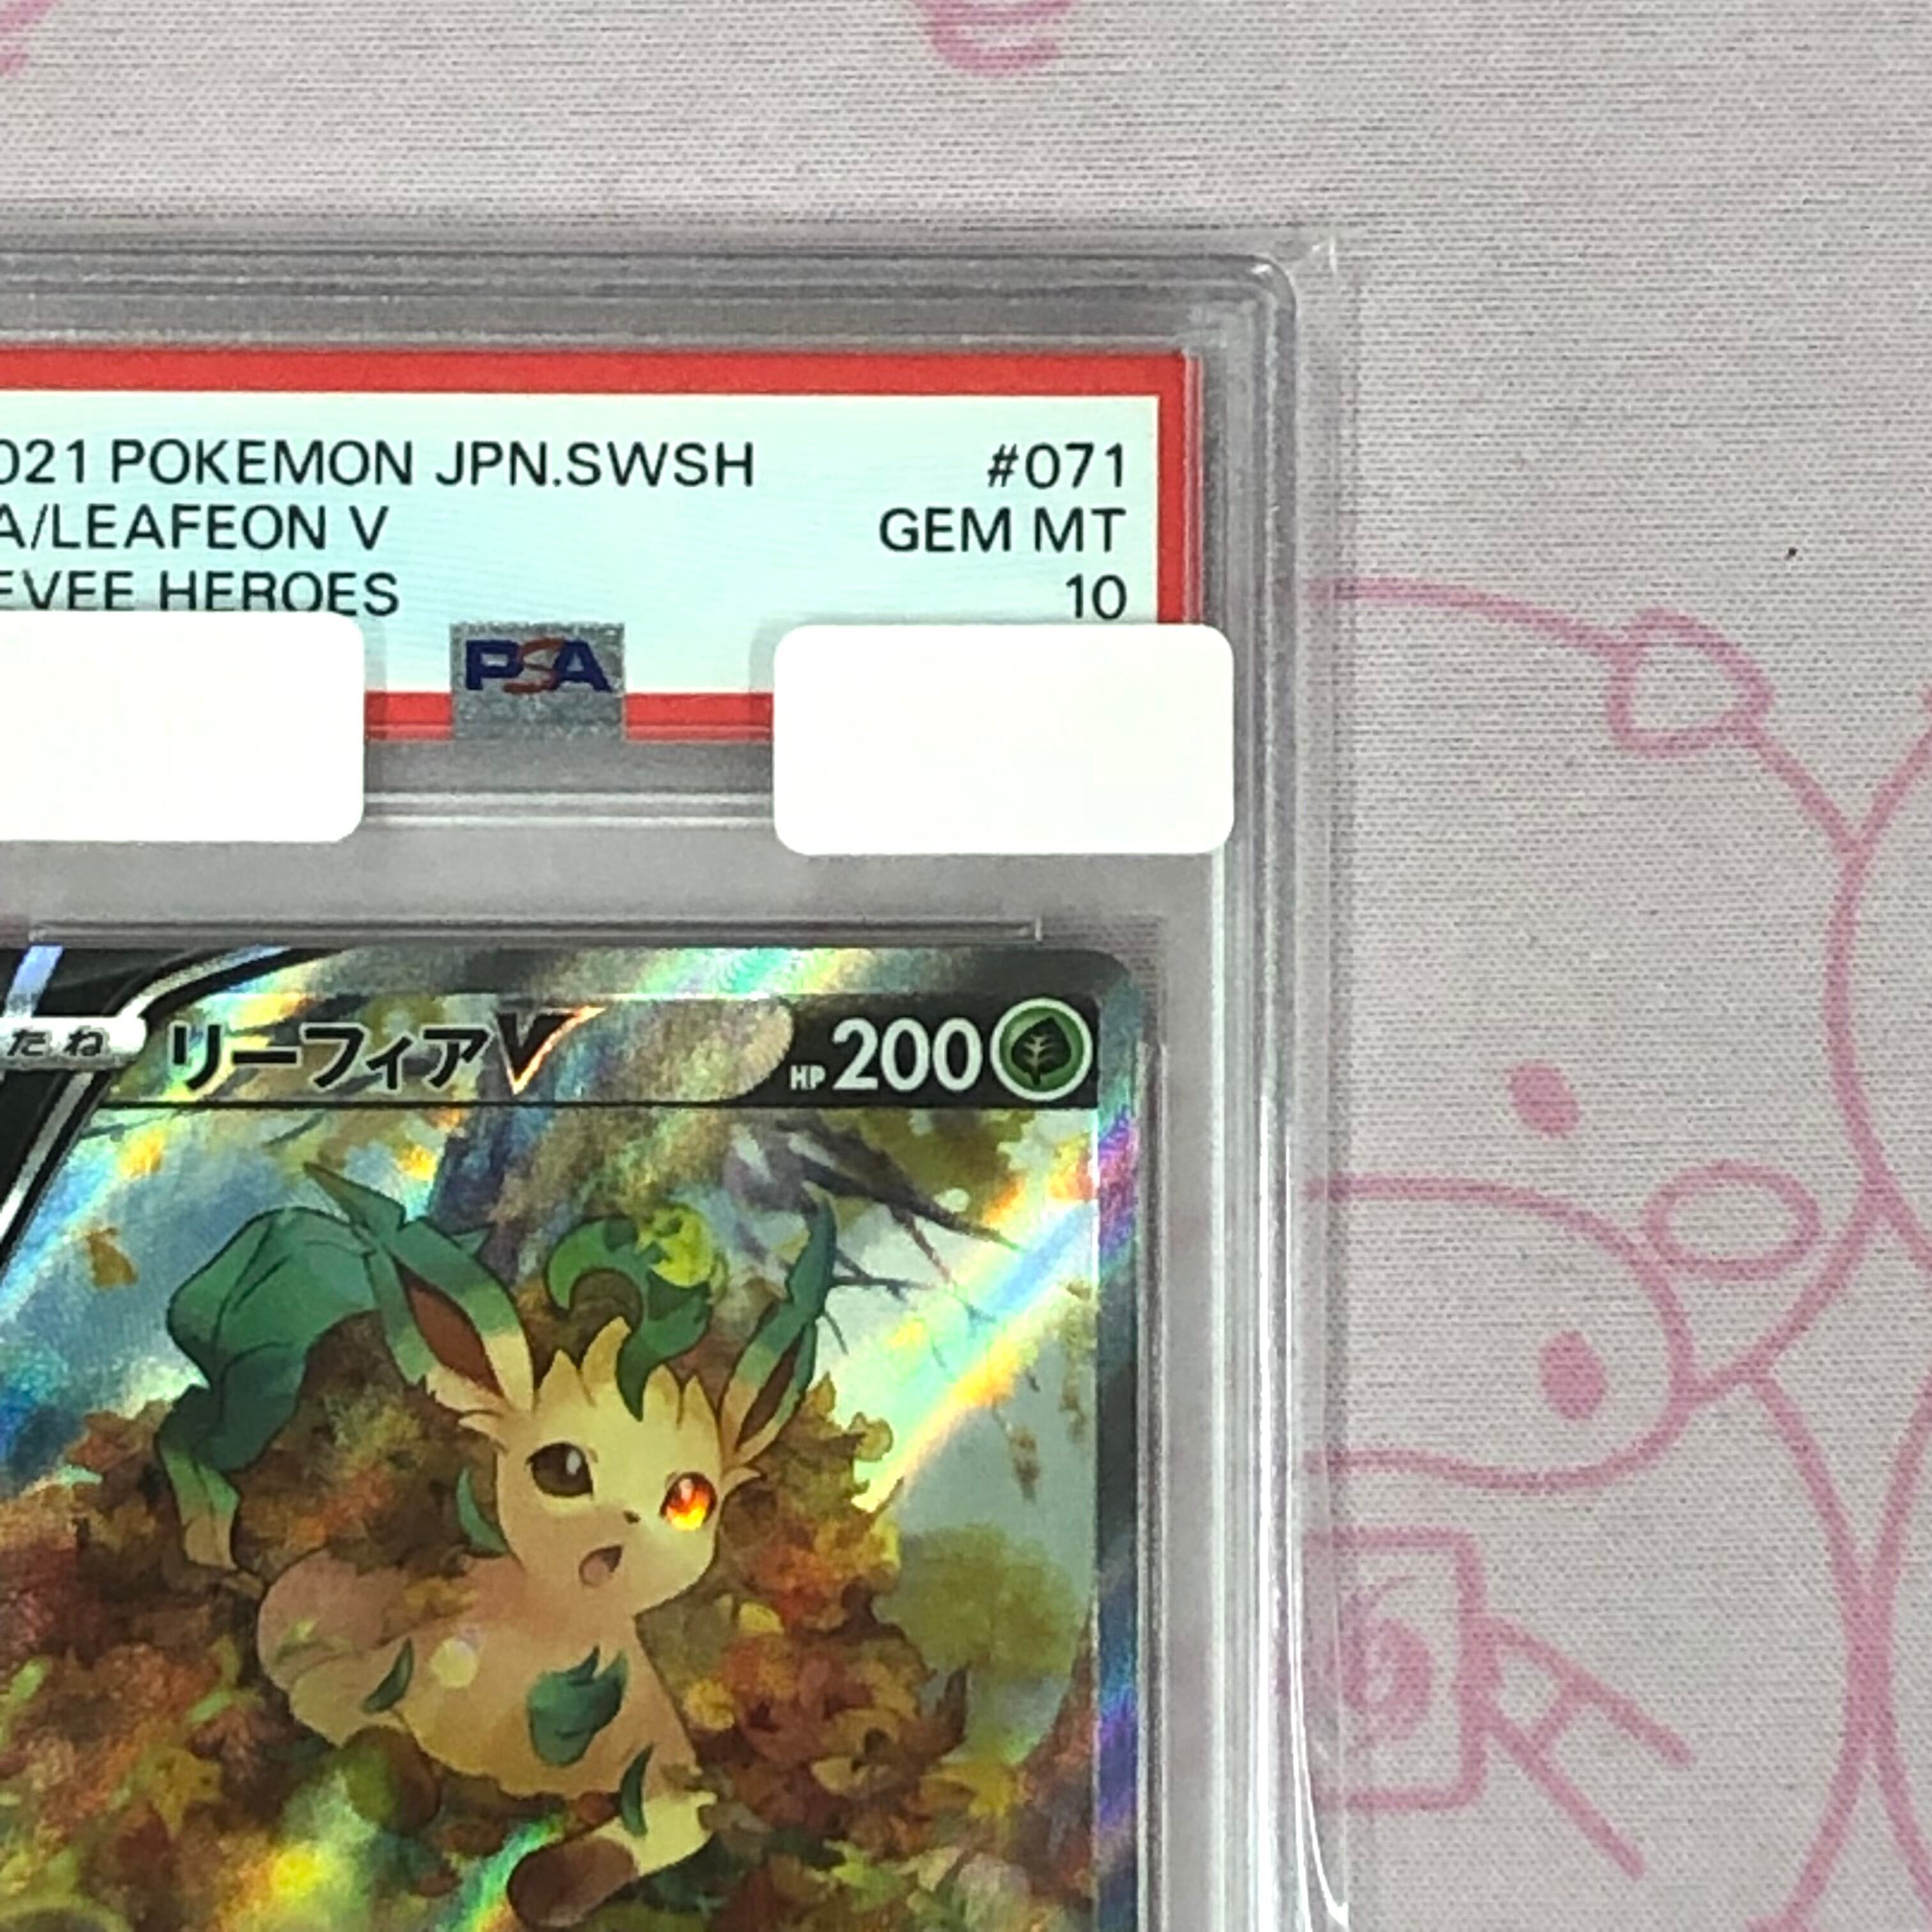 021 POKEMON JPN.SWSH #071
A/LEAFEON V GEM MT
EVEE HEROES 10
PSA
たね リーフィアV HP200